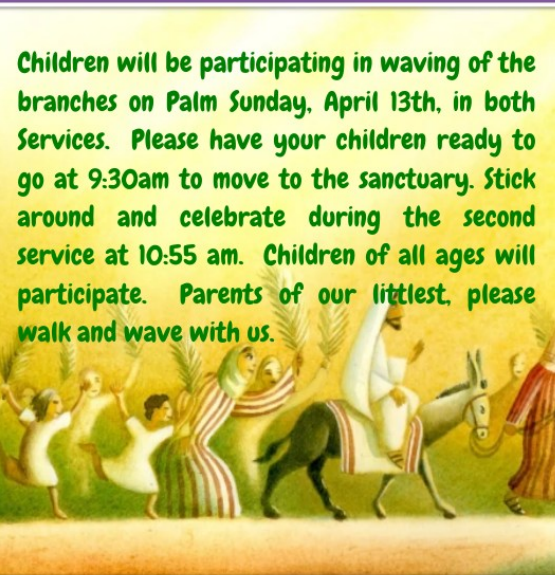 Children will be participating in waving of the
branches on Palm Sunday, April 13th, in both
Services. Please have your children ready to
go at 9:30am to move to the sanctuary. Stick
around and celebrate during the second
service at 10:55 am. Children of all ages will
participate. Parents of our littlest, please
walk and wave with us.